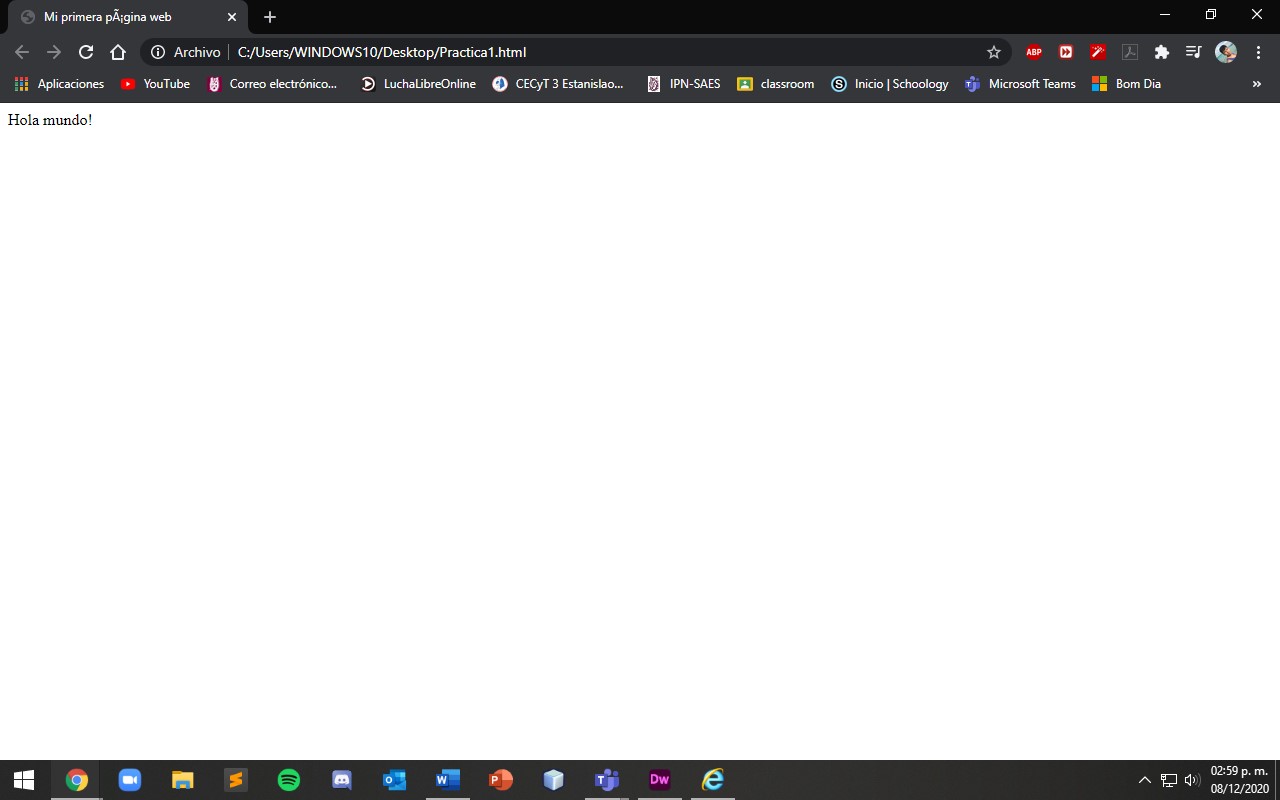 Mi primera pÃ¡gina web
Archivo C:/Users/WINDOWS10/Desktop/Practica1.html
ABP
Aplicaciones YouTube Correo electrónico... LuchaLibreOnline CECyT 3 Estanislao... IPN-SAES classroom Inicio | Schoology Microsoft Teams Bom Dia »
Hola mundo!
02:59 p. m.
08/12/2020